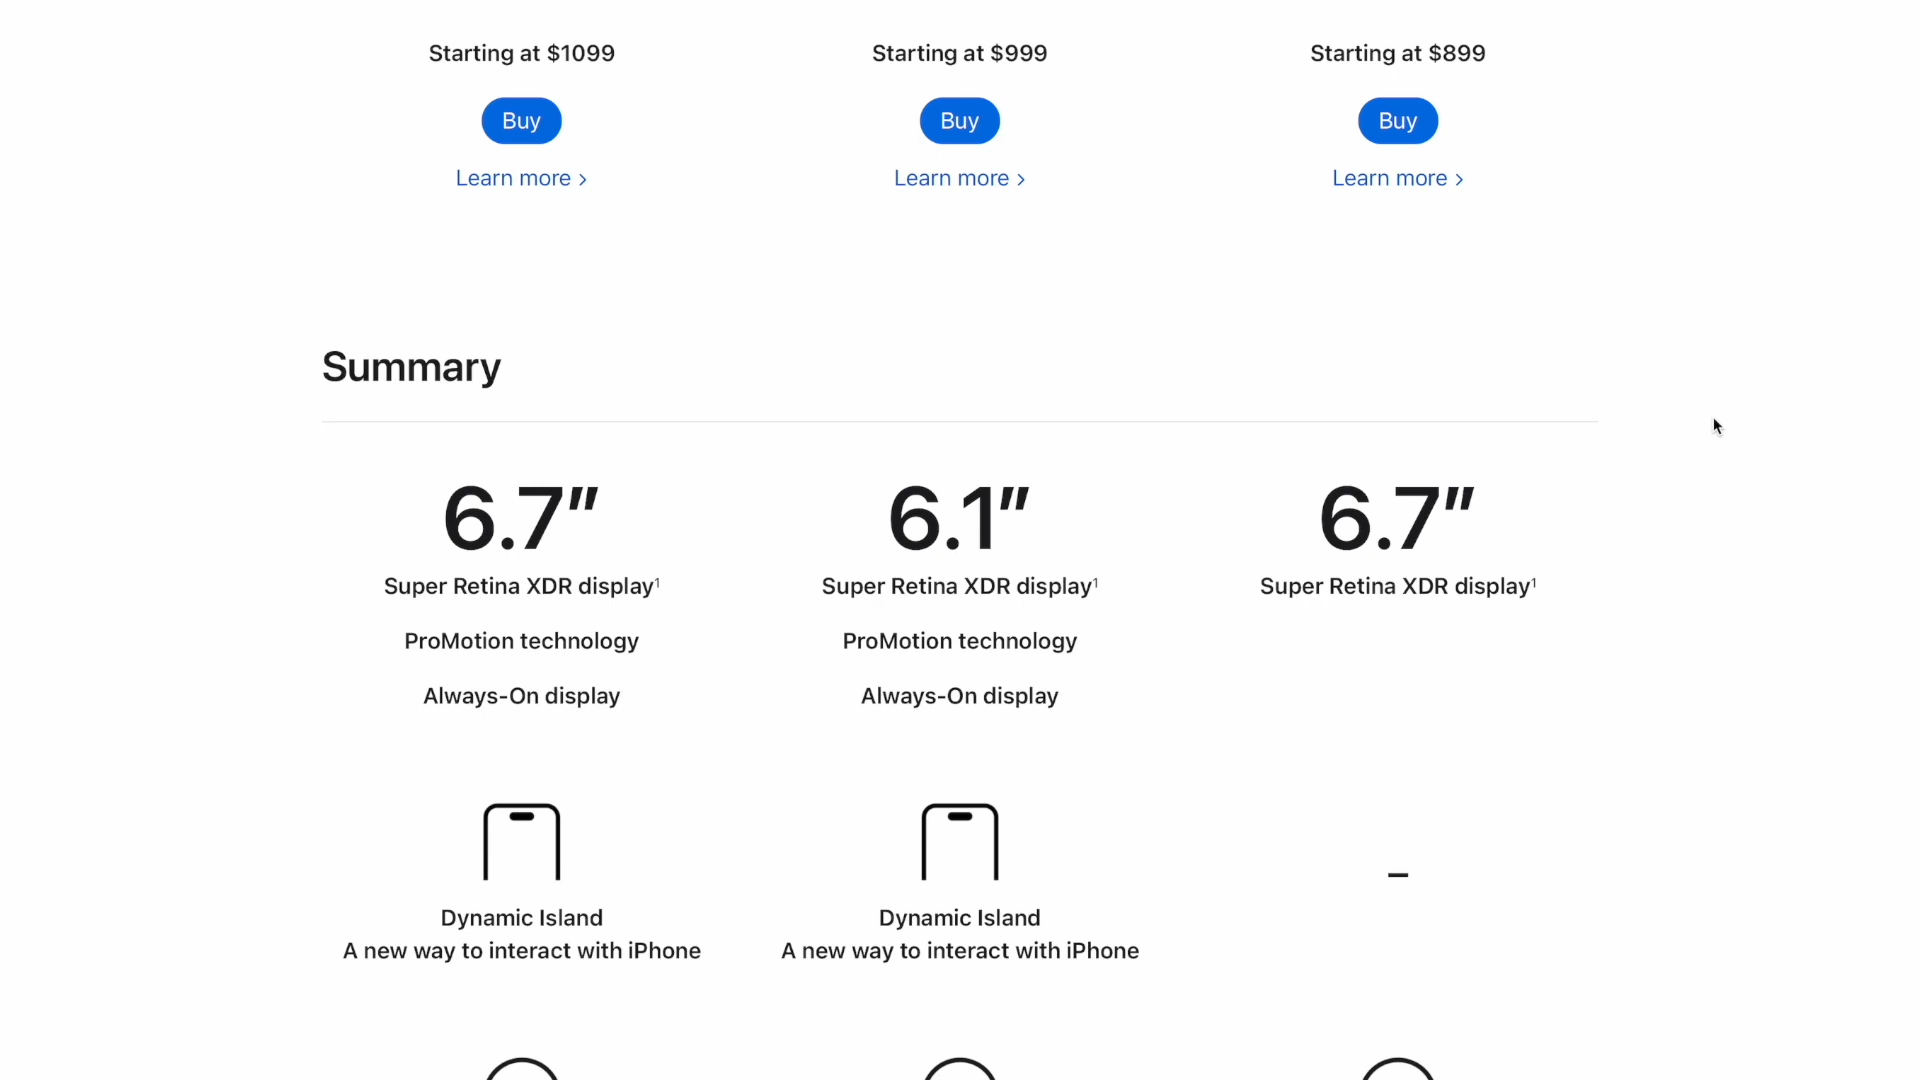 Starting at $1099
Starting at $999
Starting at $899
Buy
Buy
Buy
Learn more >
Learn more >
Learn more >
Summary
6.7″
6.1″
6.7″
Super Retina XDR display¹
Super Retina XDR display¹
Super Retina XDR display¹
ProMotion technology
ProMotion technology
Always-On display
Always-On display
–
Dynamic Island
A new way to interact with iPhone
Dynamic Island
A new way to interact with iPhone